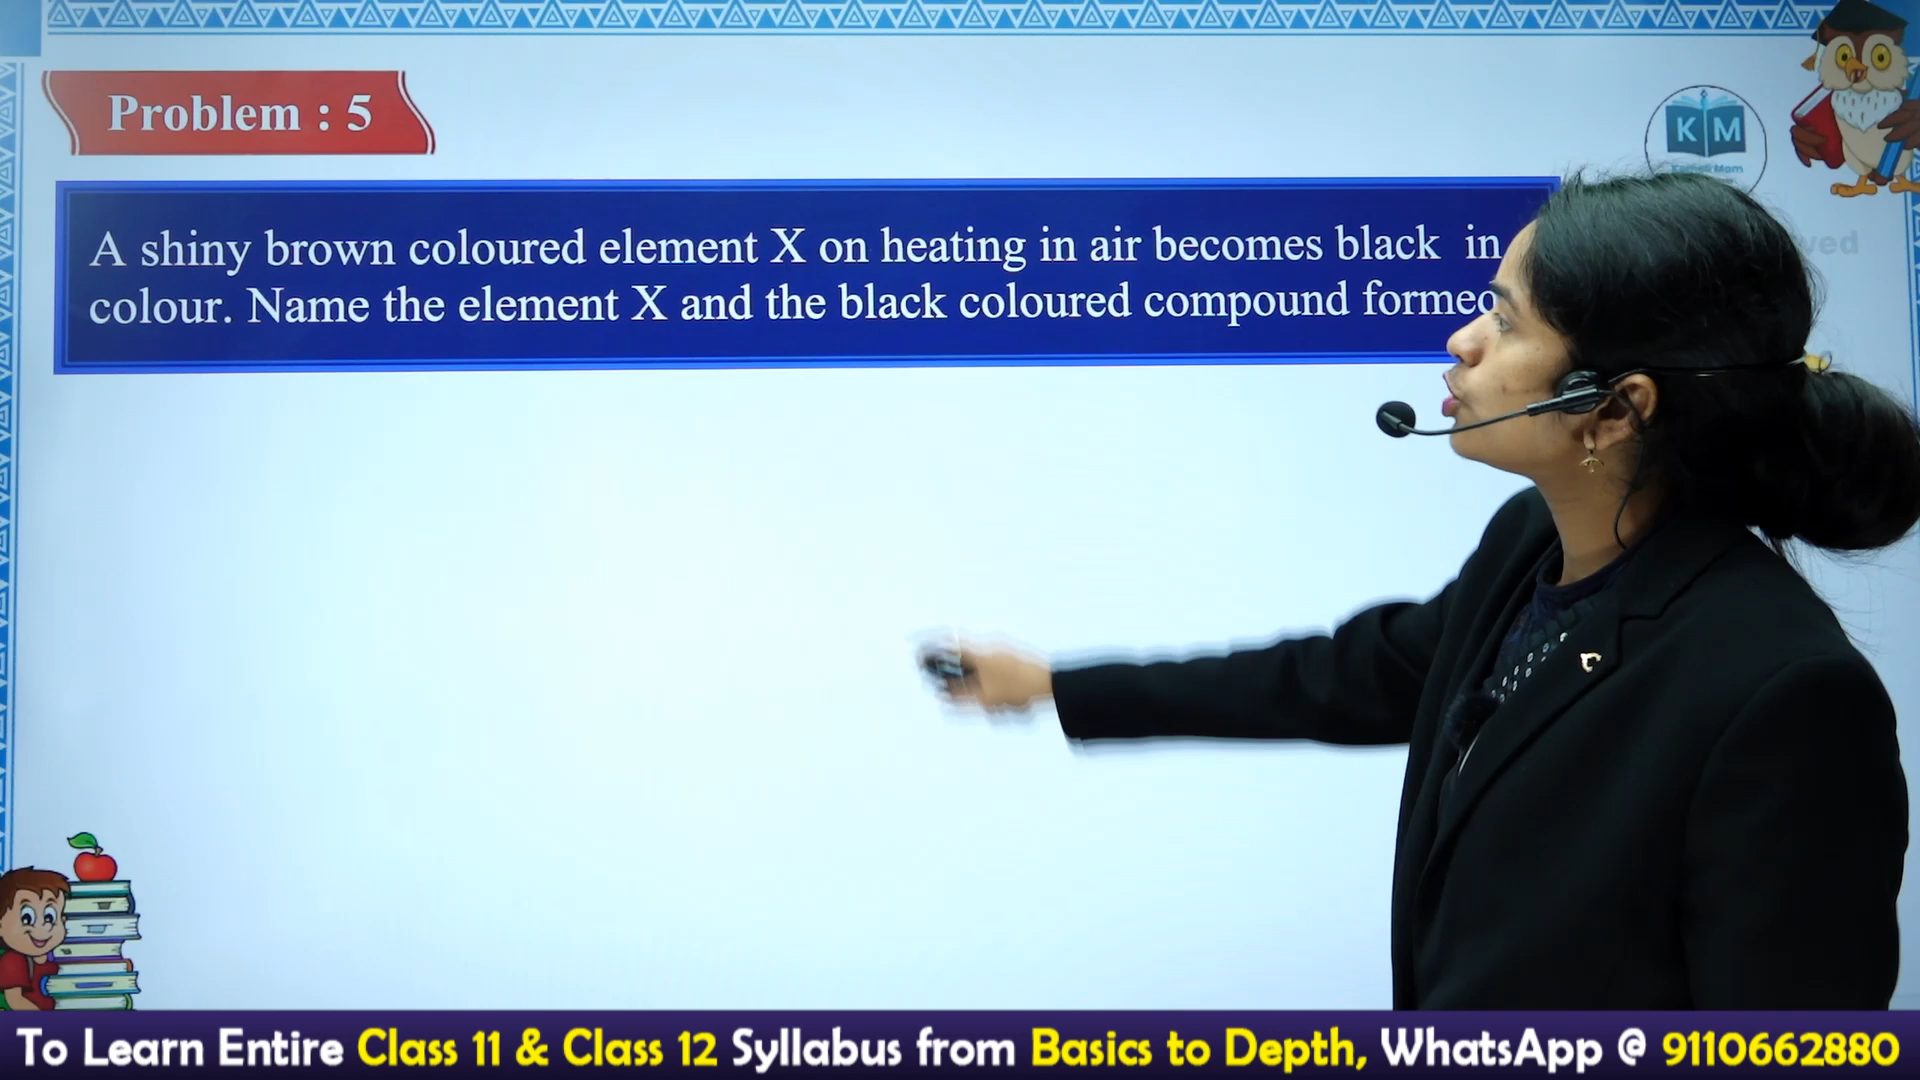 Problem : 5
K M
A shiny brown coloured element X on heating in air becomes black in
colour. Name the element X and the black coloured compound formed
To Learn Entire Class 11 & Class 12 Syllabus from Basics to Depth, WhatsApp @ 9110662880